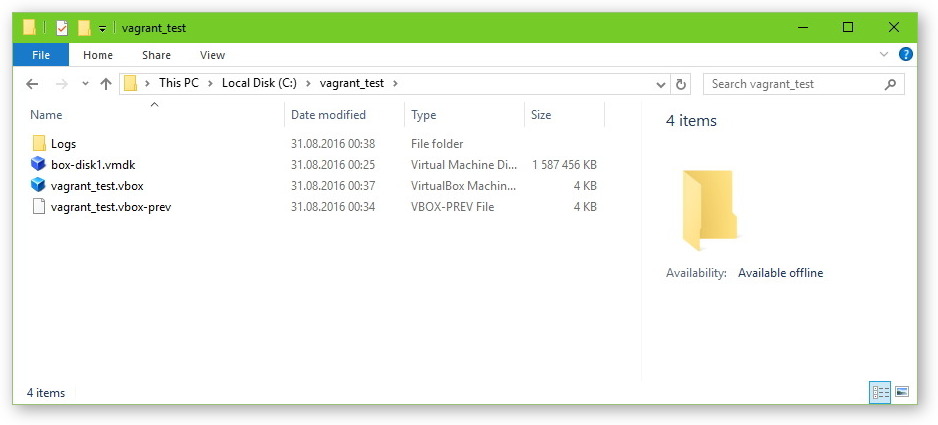 vagrant_test
File Home Share View
This PC Local Disk (C:) vagrant_test Search vagrant_test
Name Date modified Type Size
Logs 31.08.2016 00:38 File folder
box-disk1.vmdk 31.08.2016 00:25 Virtual Machine Di... 1 587 456 KB
vagrant_test.vbox 31.08.2016 00:37 VirtualBox Machin... 4 KB
vagrant_test.vbox-prev 31.08.2016 00:34 VBOX-PREV File 4 KB
4 items
Availability: Available offline
4 items